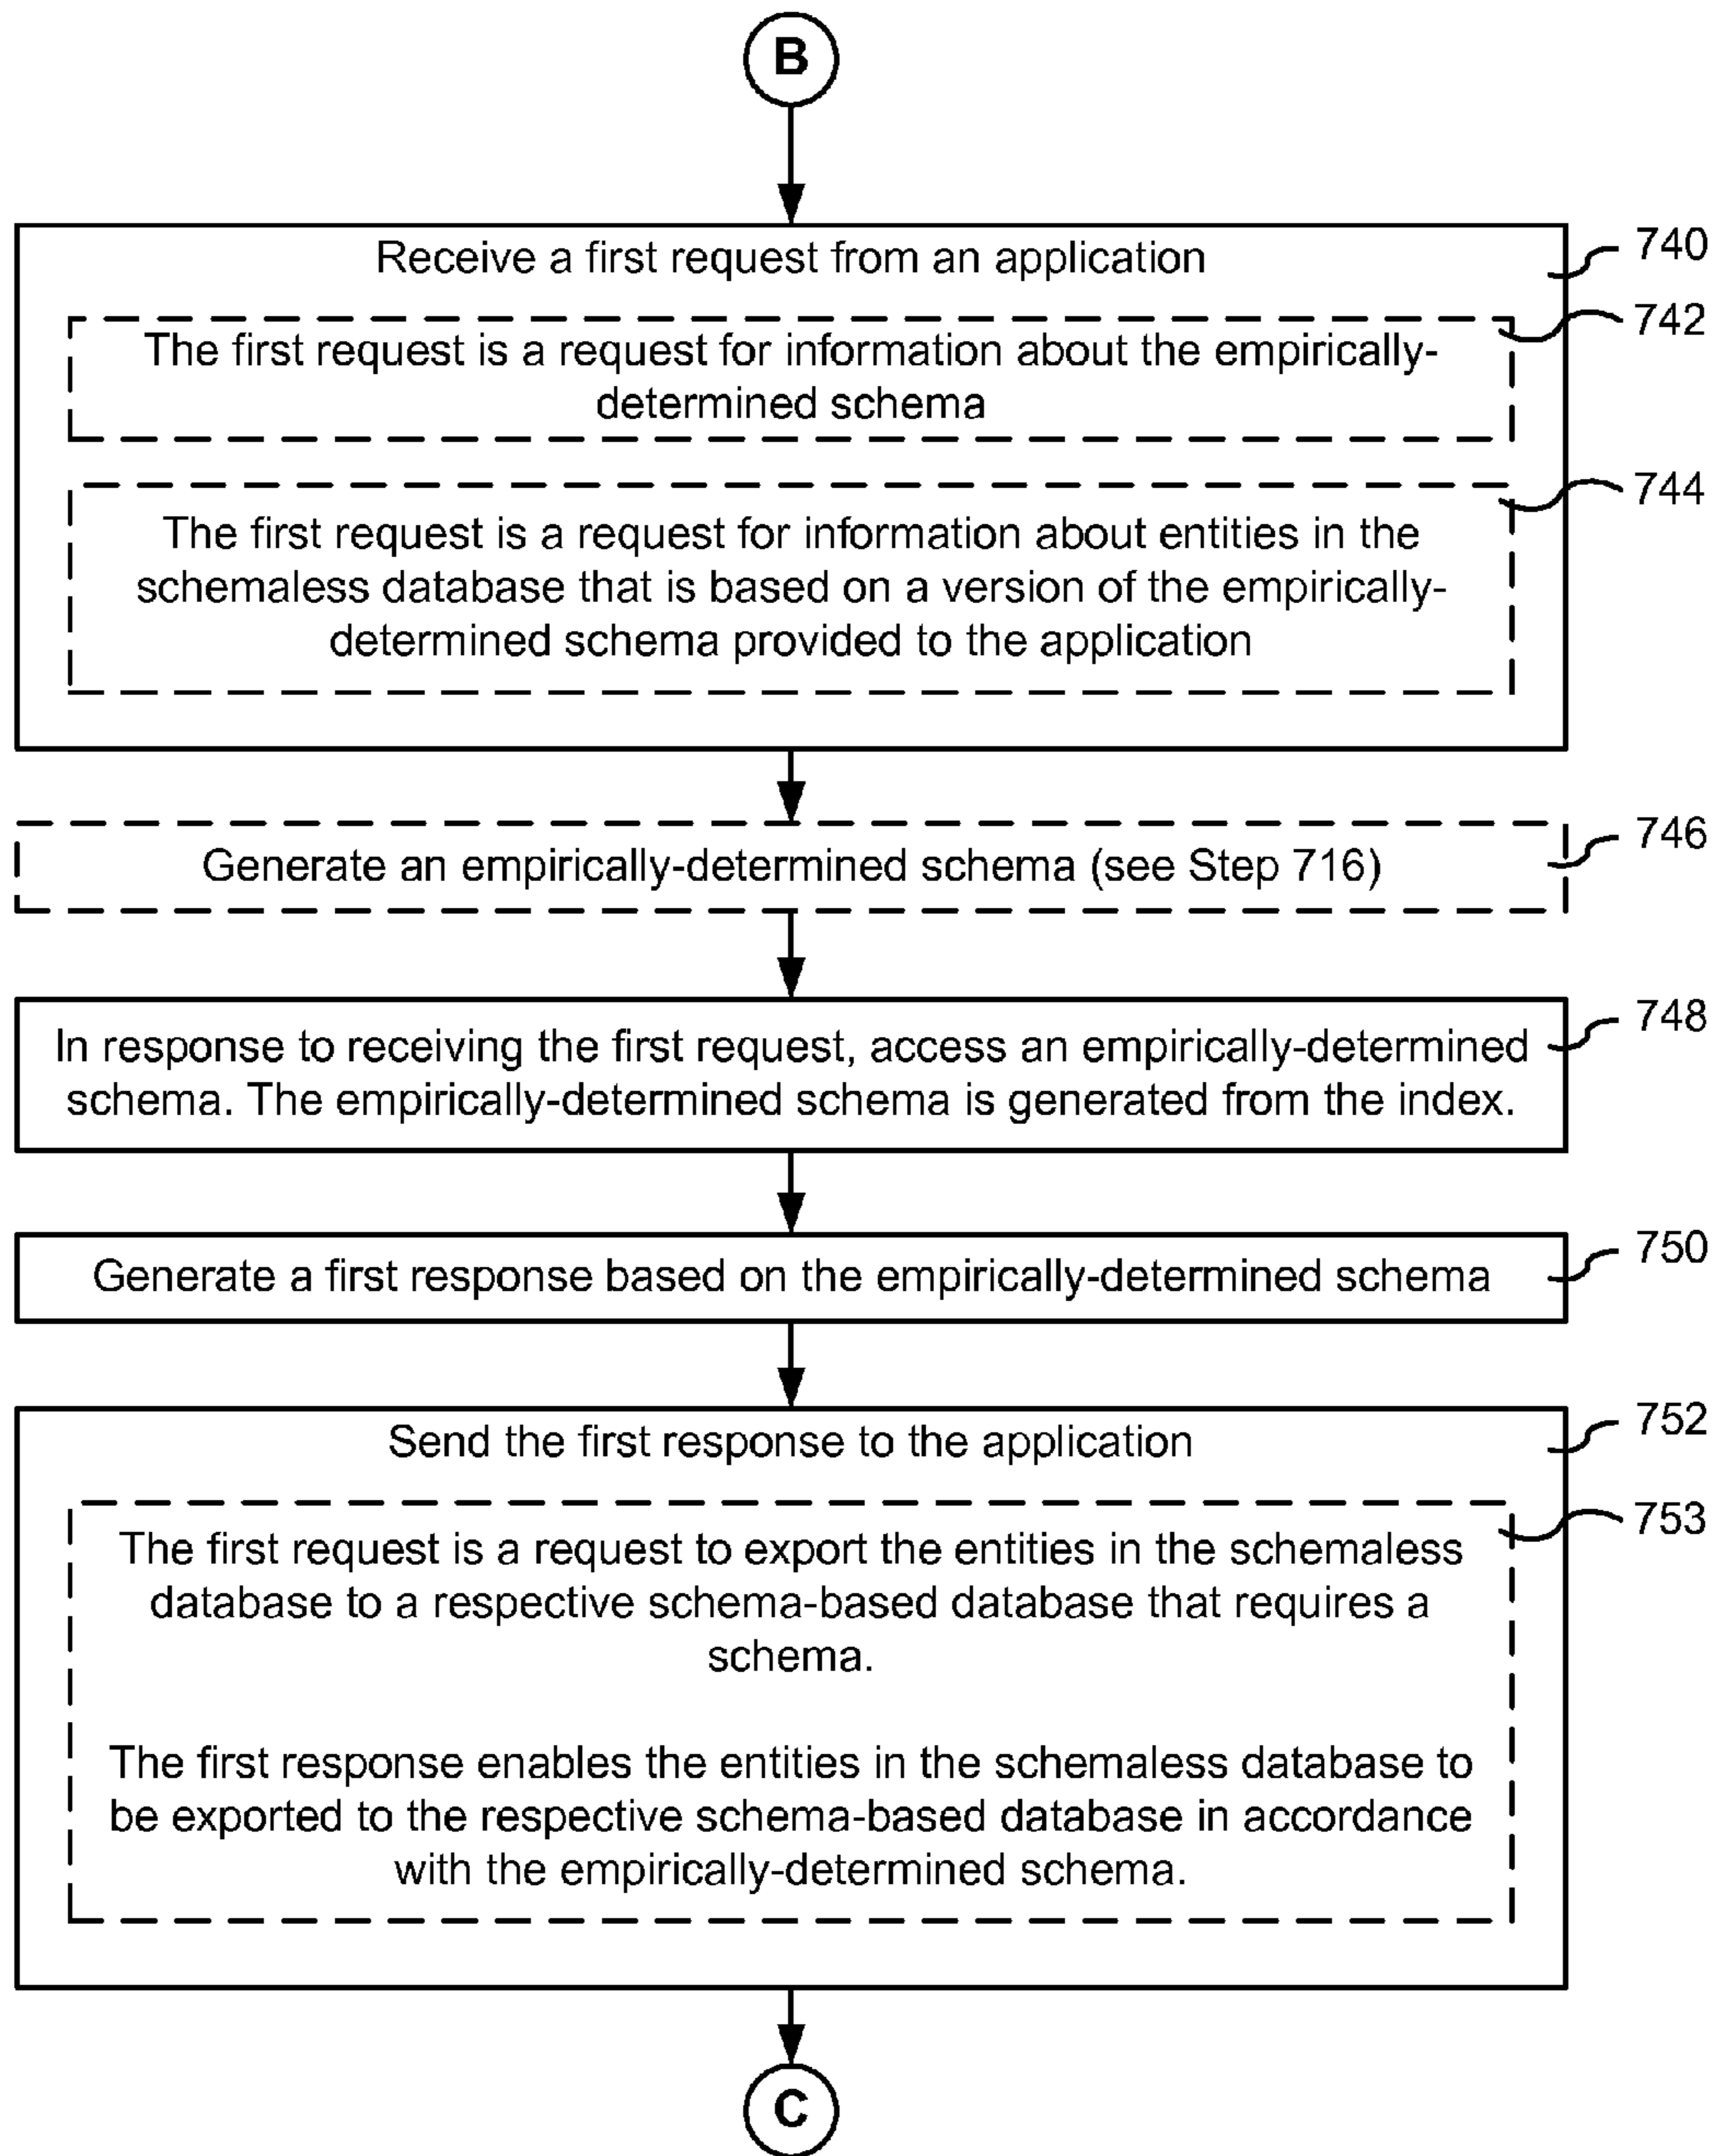 B
Receive a first request from an application
740
The first request is a request for information about the empirically-
determined schema
742
The first request is a request for information about entities in the
schemaless database that is based on a version of the empirically-
determined schema provided to the application
744
Generate an empirically-determined schema (see Step 716)
746
In response to receiving the first request, access an empirically-determined
schema. The empirically-determined schema is generated from the index.
748
Generate a first response based on the empirically-determined schema
750
Send the first response to the application
752
The first request is a request to export the entities in the schemaless
database to a respective schema-based database that requires a
schema.
The first response enables the entities in the schemaless database to
be exported to the respective schema-based database in accordance
with the empirically-determined schema.
753
C